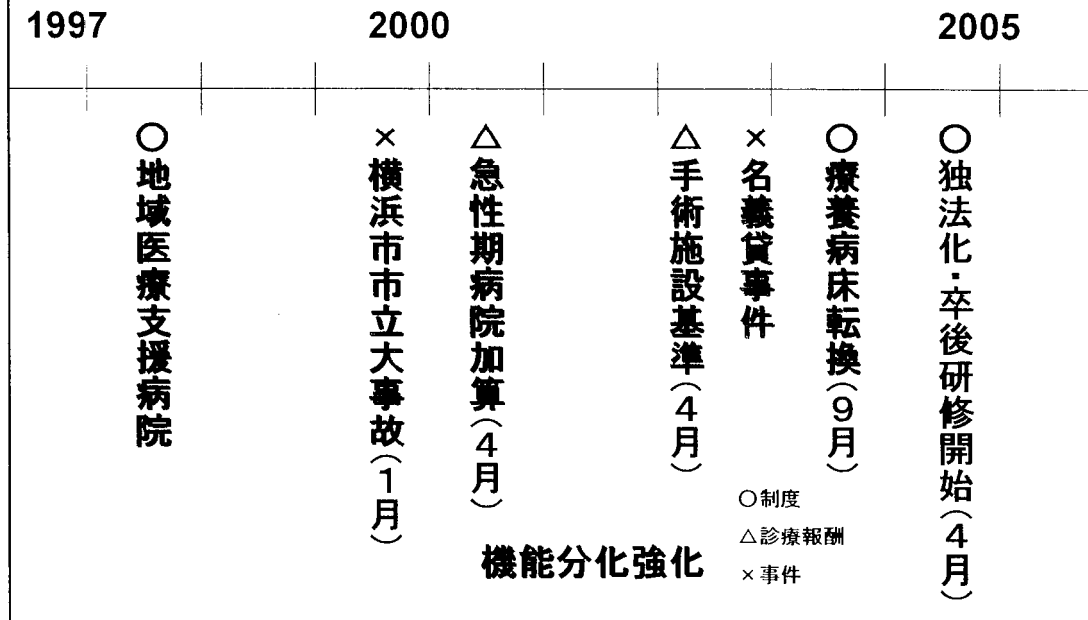 1997
2000
2005
○地域医療支援病院
×横浜市市立大事故(1月)
△急性期病院加算(4月)
△手術施設基準(4月)
×名義貸事件
○療養病床転換(9月)
○独法化・卒後研修開始(4月)
機能分化強化
○制度
△診療報酬
×事件